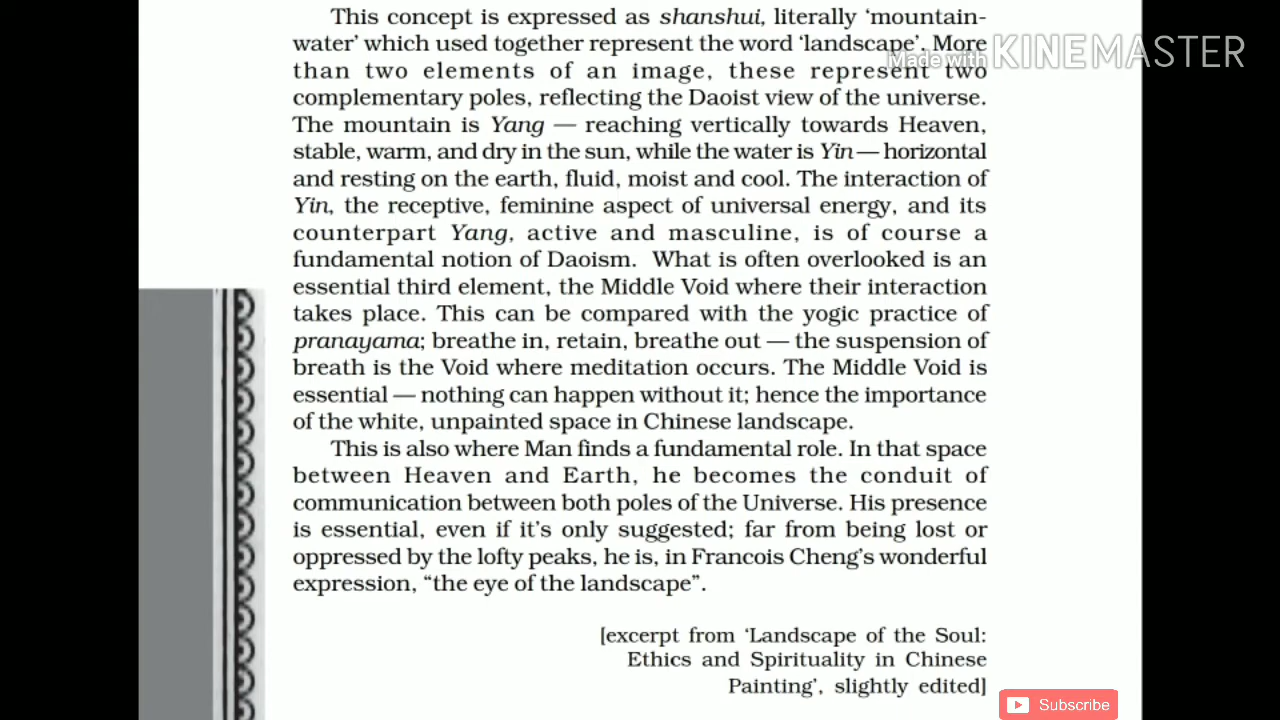 This concept is expressed as shanshui, literally ‘mountain-
water’ which used together represent the word ‘landscape’. More
Made with KINEMASTER
than two elements of an image, these represent two
complementary poles, reflecting the Daoist view of the universe.
The mountain is Yang — reaching vertically towards Heaven,
stable, warm, and dry in the sun, while the water is Yin — horizontal
and resting on the earth, fluid, moist and cool. The interaction of
Yin, the receptive, feminine aspect of universal energy, and its
counterpart Yang, active and masculine, is of course a
fundamental notion of Daoism. What is often overlooked is an
essential third element, the Middle Void where their interaction
takes place. This can be compared with the yogic practice of
pranayama; breathe in, retain, breathe out — the suspension of
breath is the Void where meditation occurs. The Middle Void is
essential — nothing can happen without it; hence the importance
of the white, unpainted space in Chinese landscape.
This is also where Man finds a fundamental role. In that space
between Heaven and Earth, he becomes the conduit of
communication between both poles of the Universe. His presence
is essential, even if it’s only suggested; far from being lost or
oppressed by the lofty peaks, he is, in Francois Cheng’s wonderful
expression, “the eye of the landscape”.
[excerpt from ‘Landscape of the Soul:
Ethics and Spirituality in Chinese
Painting’, slightly edited]
Subscribe